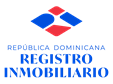 REPÚBLICA DOMINICANA
REGISTRO
INMOBILIARIO